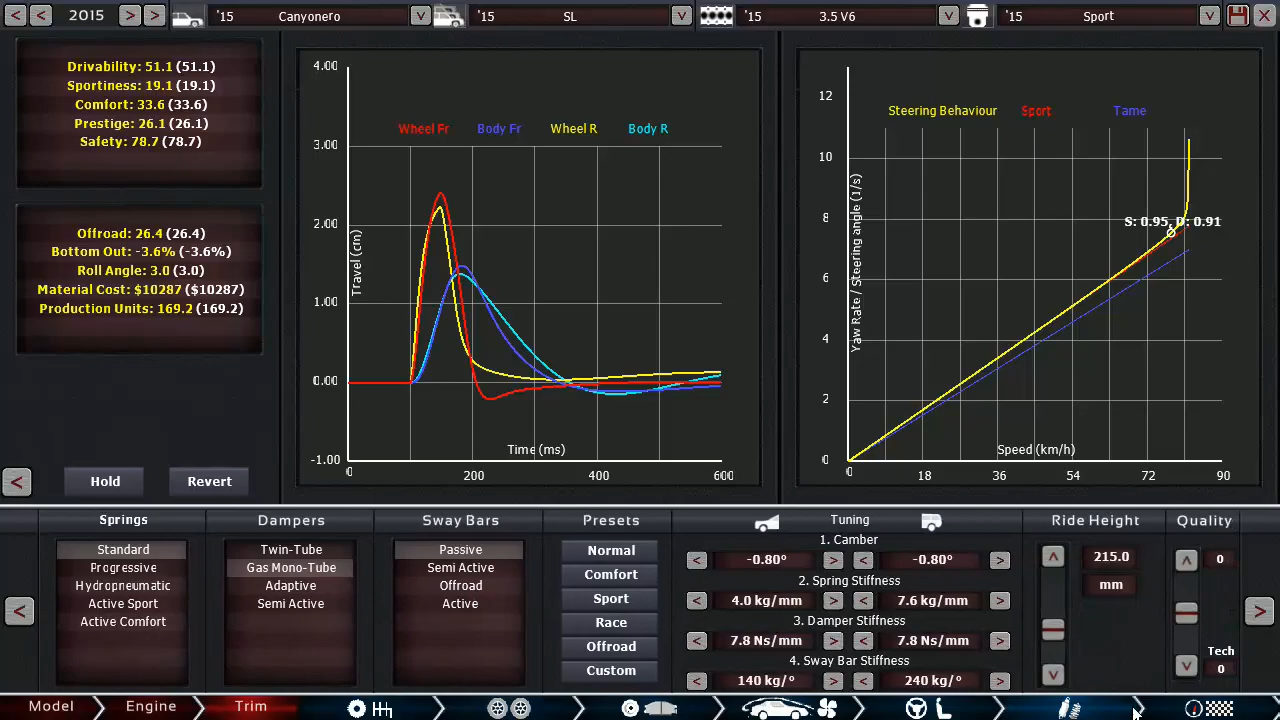 < < 2015 > > '15 Canyonero v '15 SL v '15 3.5 V6 v '15 Sport v X
Drivability: 51.1 (51.1)
Sportiness: 19.1 (19.1)
Comfort: 33.6 (33.6)
Prestige: 26.1 (26.1)
Safety: 78.7 (78.7)
Offroad: 26.4 (26.4)
Bottom Out: -3.6% (-3.6%)
Roll Angle: 3.0 (3.0)
Material Cost: $10287 ($10287)
Production Units: 169.2 (169.2)
< Hold Revert
4.00
3.00
2.00
1.00
0.00
-1.00
Travel (cm)
Wheel Fr Body Fr Wheel R Body R
Time (ms)
0 200 400 600
12
10
8
6
4
2
0
Yaw Rate / Steering angle (1/s)
Steering Behaviour Sport Tame
S: 0.95, D: 0.91
Speed (km/h)
0 18 36 54 72 90
Springs
Standard
Progressive
Hydropneumatic
Active Sport
Active Comfort
Dampers
Twin-Tube
Gas Mono-Tube
Adaptive
Semi Active
Sway Bars
Passive
Semi Active
Offroad
Active
Presets
Normal
Comfort
Sport
Race
Offroad
Custom
Tuning
1. Camber
< -0.80° > < -0.80° >
2. Spring Stiffness
< 4.0 kg/mm > < 7.6 kg/mm >
3. Damper Stiffness
< 7.8 Ns/mm > < 7.8 Ns/mm >
4. Sway Bar Stiffness
< 140 kg/° > < 240 kg/° >
Ride Height
215.0
mm
Quality
0
Tech
0
Model Engine Trim